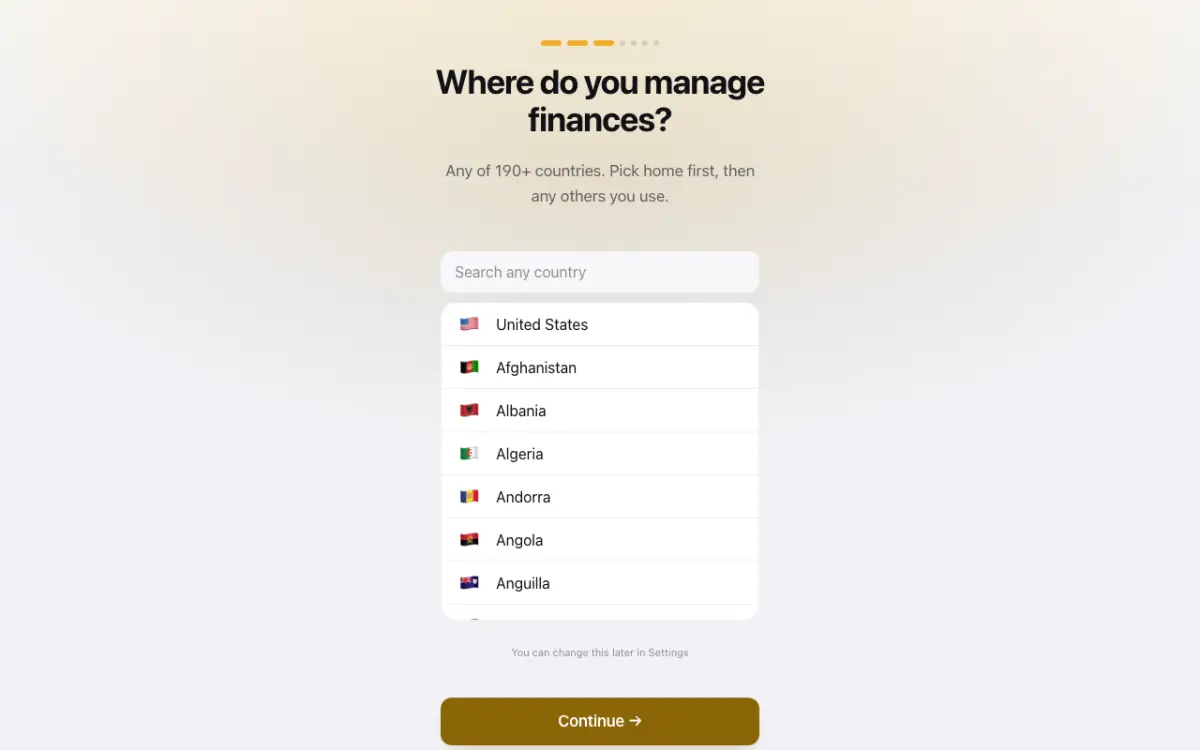 Where do you manage
finances?
Any of 190+ countries. Pick home first, then
any others you use.
Search any country
United States
Afghanistan
Albania
Algeria
Andorra
Angola
Anguilla
You can change this later in Settings
Continue →